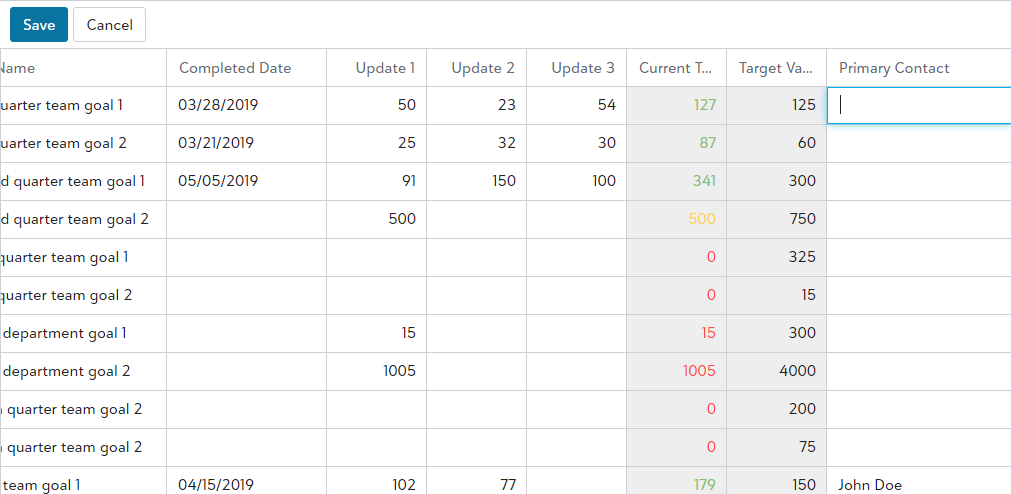 Save Cancel
Name Completed Date Update 1 Update 2 Update 3 Current T... Target Va... Primary Contact
uarter team goal 1 03/28/2019 50 23 54 127 125
uarter team goal 2 03/21/2019 25 32 30 87 60
d quarter team goal 1 05/05/2019 91 150 100 341 300
d quarter team goal 2 500 500 750
quarter team goal 1 0 325
quarter team goal 2 0 15
department goal 1 15 15 300
department goal 2 1005 1005 4000
quarter team goal 2 0 200
quarter team goal 2 0 75
team goal 1 04/15/2019 102 77 179 150 John Doe